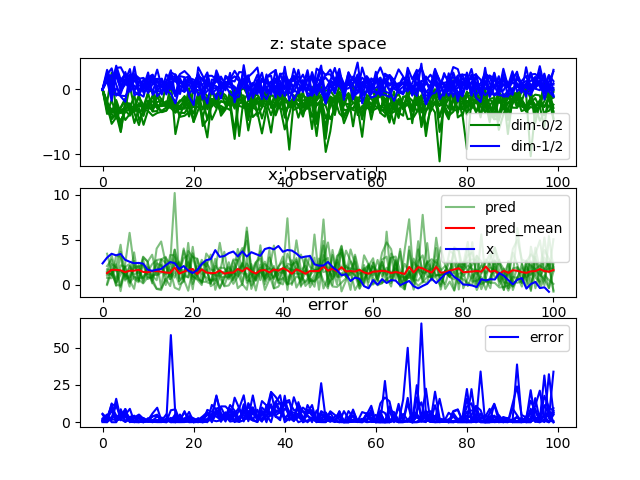 z: state space
0
−10
dim-0/2
dim-1/2
0 20 40 60 80 100
x: observation
10
5
0
pred
pred_mean
x
0 20 40 60 80 100
error
50
25
0
error
0 20 40 60 80 100